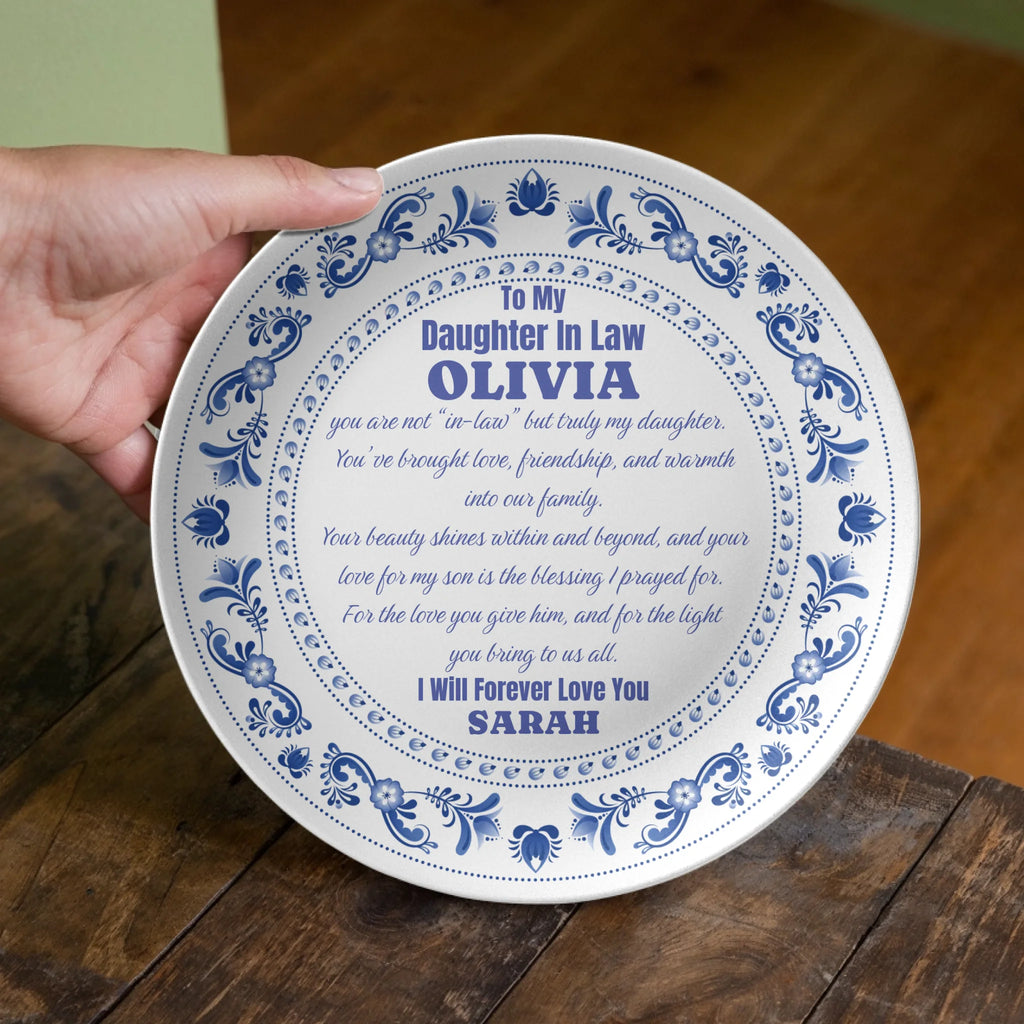 To My
Daughter In Law
OLIVIA
you are not “in-law” but truly my daughter.
You’ve brought love, friendship, and warmth
into our family.
Your beauty shines within and beyond, and your
love for my son is the blessing I prayed for.
For the love you give him, and for the light
you bring to us all.
I Will Forever Love You
SARAH